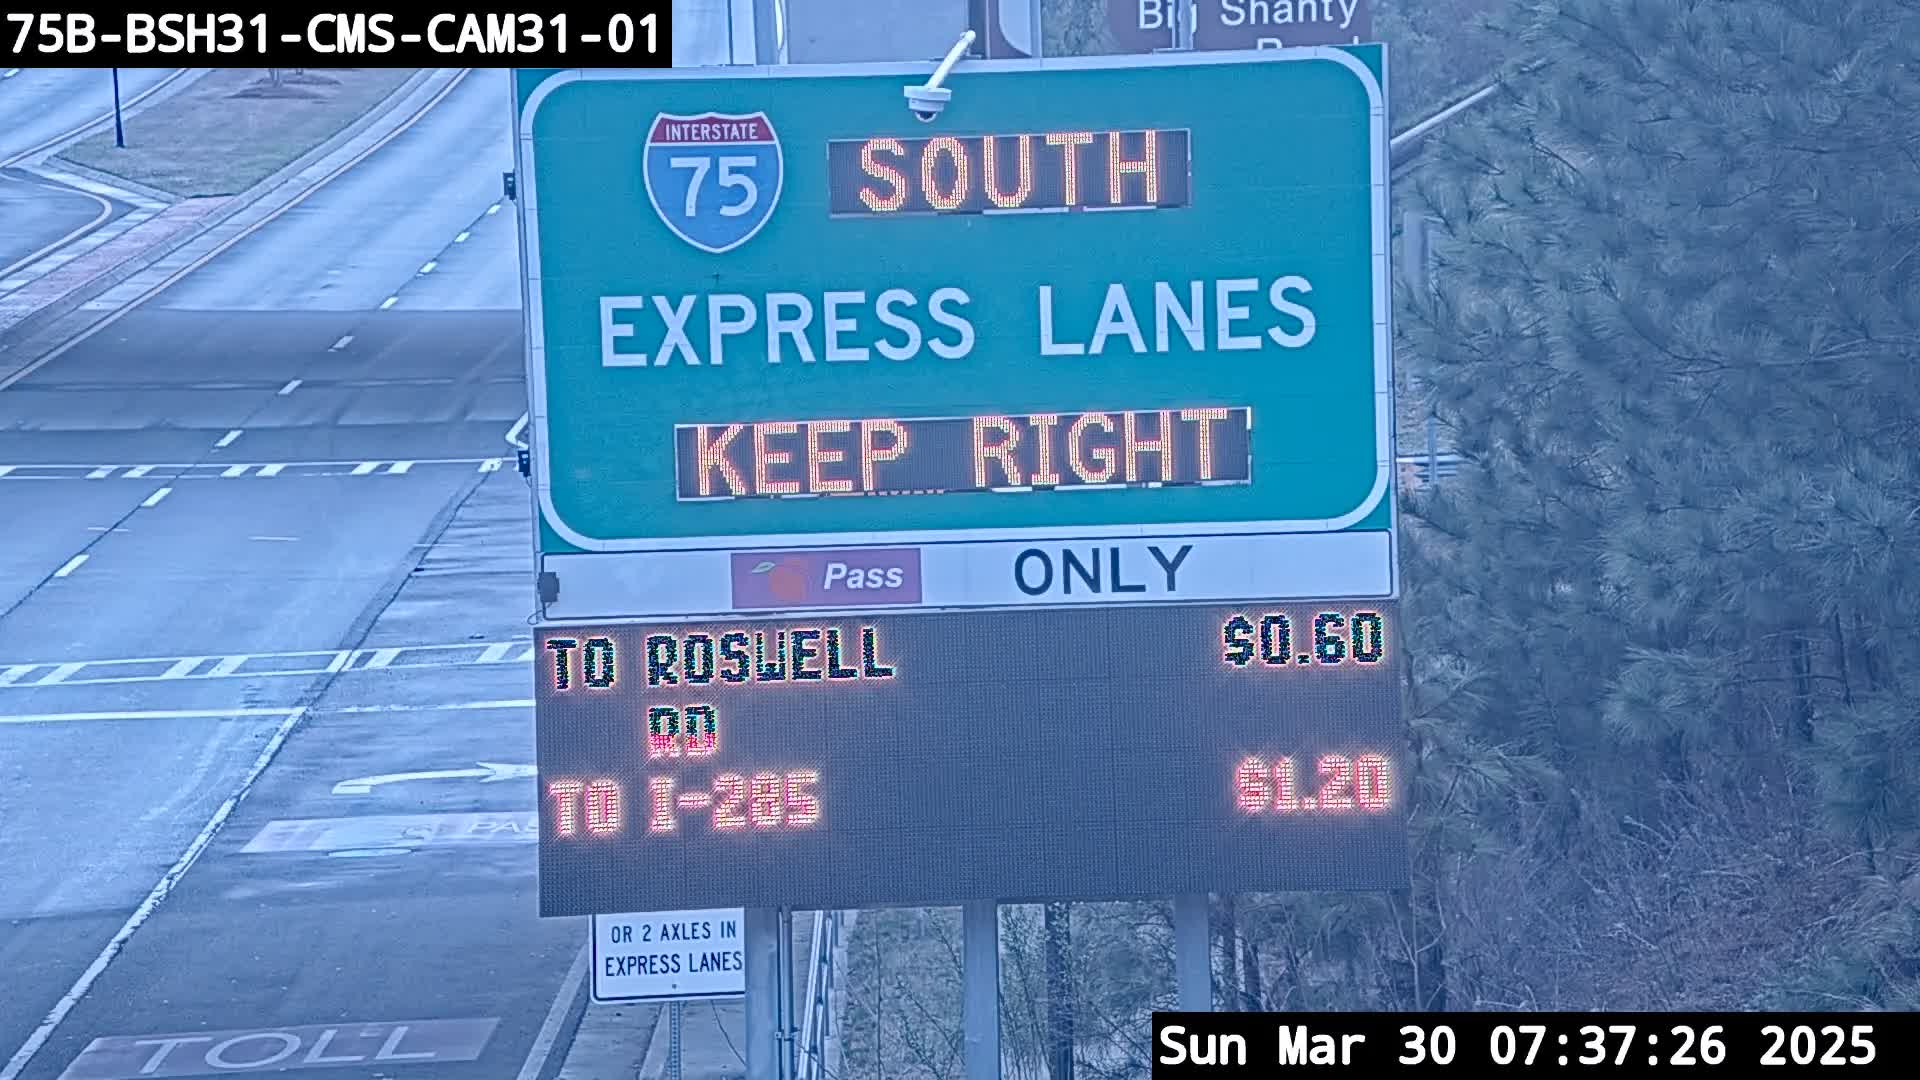 75B-BSH31-CMS-CAM31-01
Big Shanty
INTERSTATE
75
SOUTH
EXPRESS LANES
KEEP RIGHT
Pass ONLY
TO ROSWELL $0.60
RD
TO I-285 $1.20
OR 2 AXLES IN
EXPRESS LANES
TOLL
Sun Mar 30 07:37:26 2025